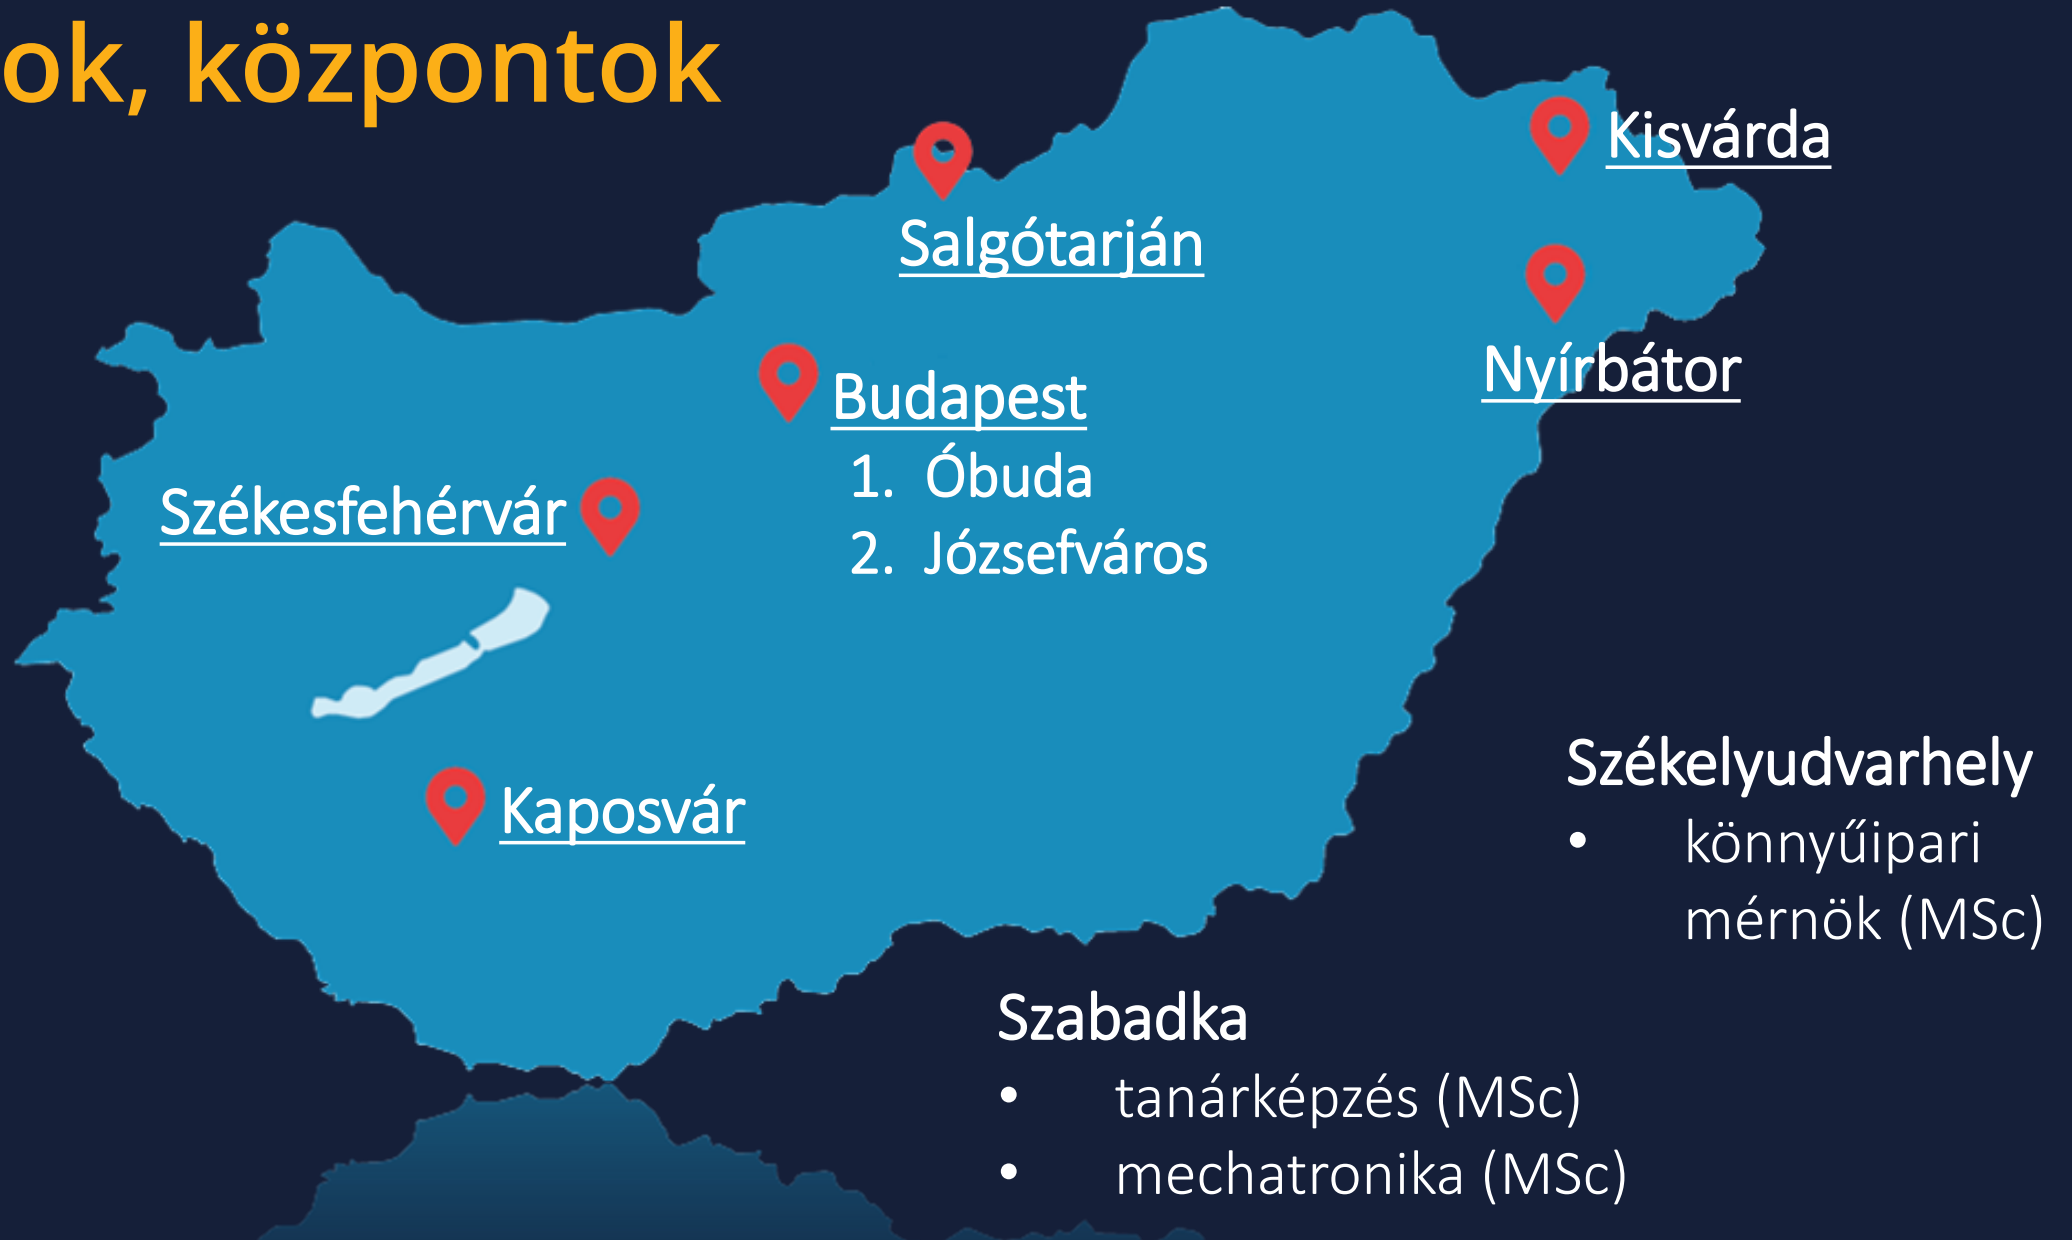 ok, központok
Kisvárda
Salgótarján
Nyírbátor
Budapest
1. Óbuda
2. Józsefváros
Székesfehérvár
Kaposvár
Székelyudvarhely
• könnyűipari
mérnök (MSc)
Szabadka
• tanárképzés (MSc)
• mechatronika (MSc)